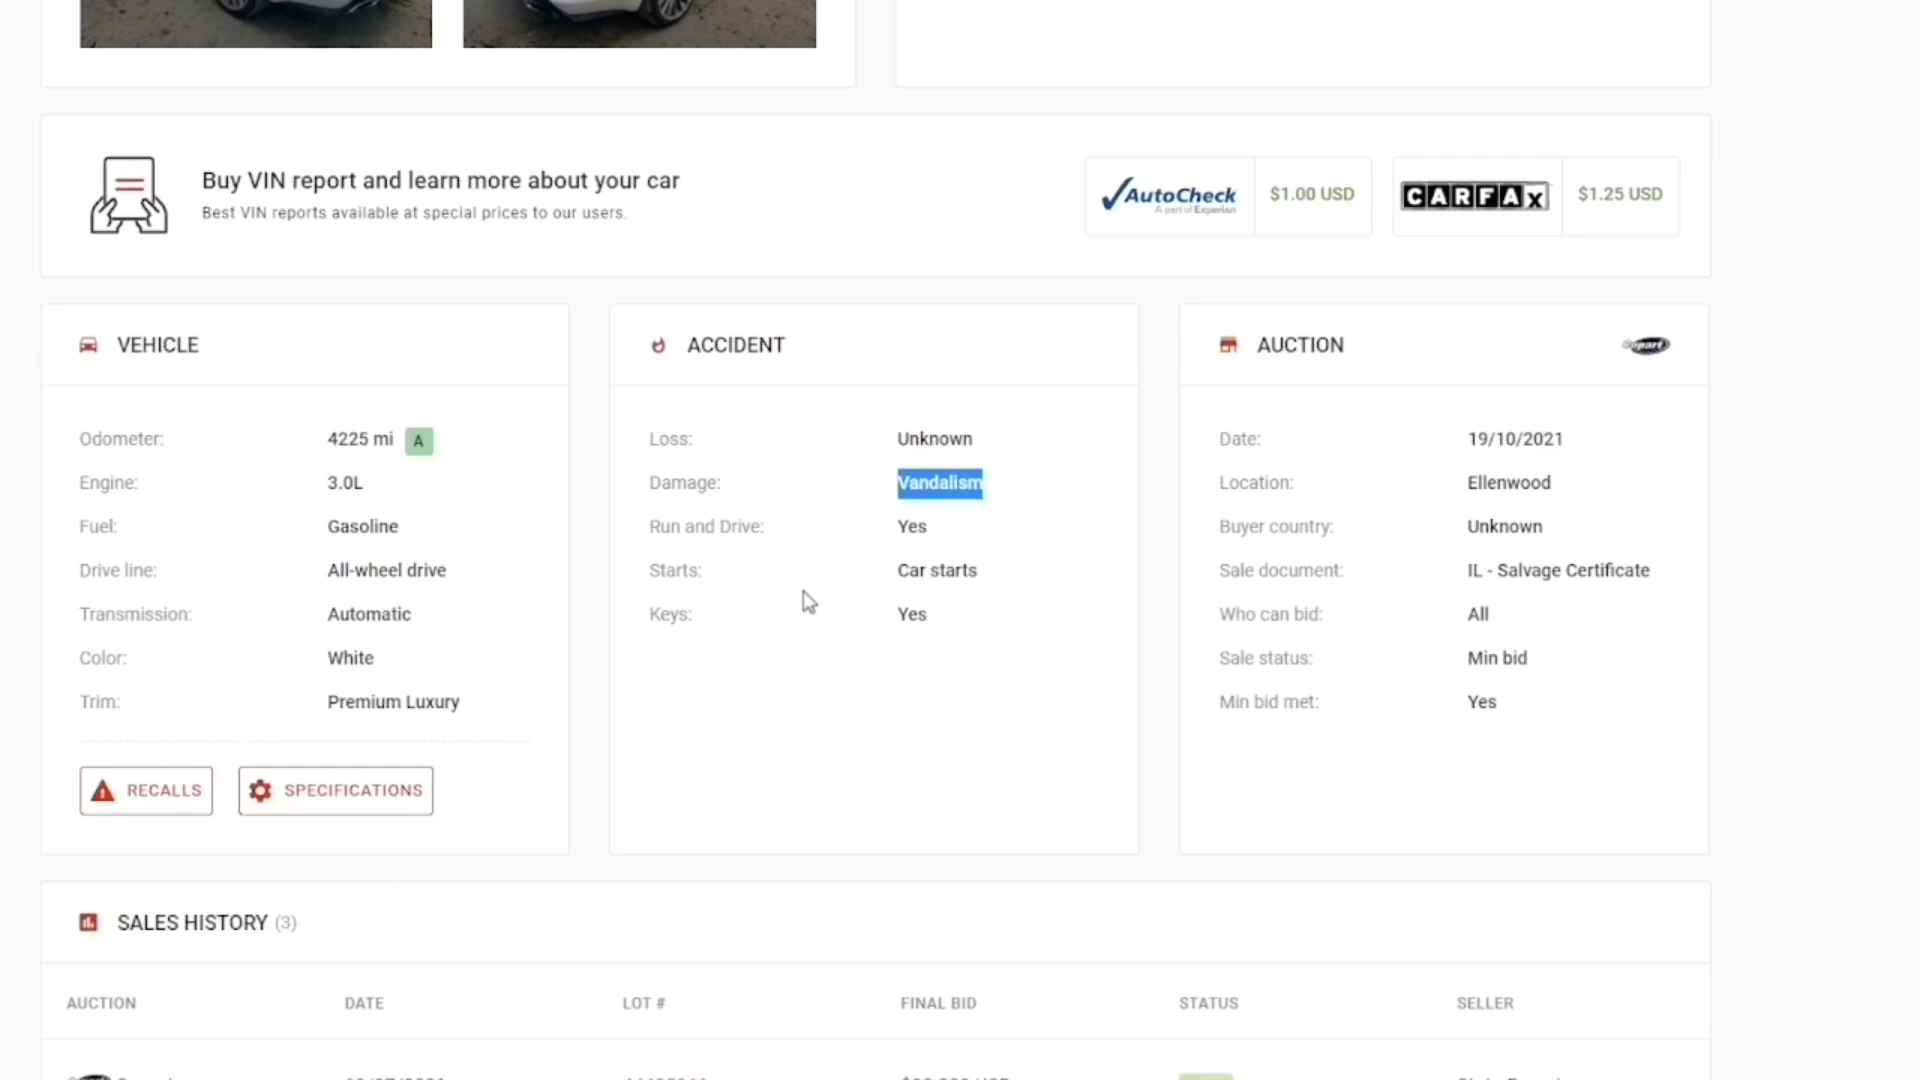 Buy VIN report and learn more about your car
Best VIN reports available at special prices to our users.
AutoCheck
A part of Experian
$1.00 USD
CARFAX
$1.25 USD
VEHICLE
Odometer: 4225 mi A
Engine: 3.0L
Fuel: Gasoline
Drive line: All-wheel drive
Transmission: Automatic
Color: White
Trim: Premium Luxury
RECALLS SPECIFICATIONS
ACCIDENT
Loss: Unknown
Damage: Vandalism
Run and Drive: Yes
Starts: Car starts
Keys: Yes
AUCTION Copart
Date: 19/10/2021
Location: Ellenwood
Buyer country: Unknown
Sale document: IL - Salvage Certificate
Who can bid: All
Sale status: Min bid
Min bid met: Yes
SALES HISTORY (3)
AUCTION DATE LOT # FINAL BID STATUS SELLER